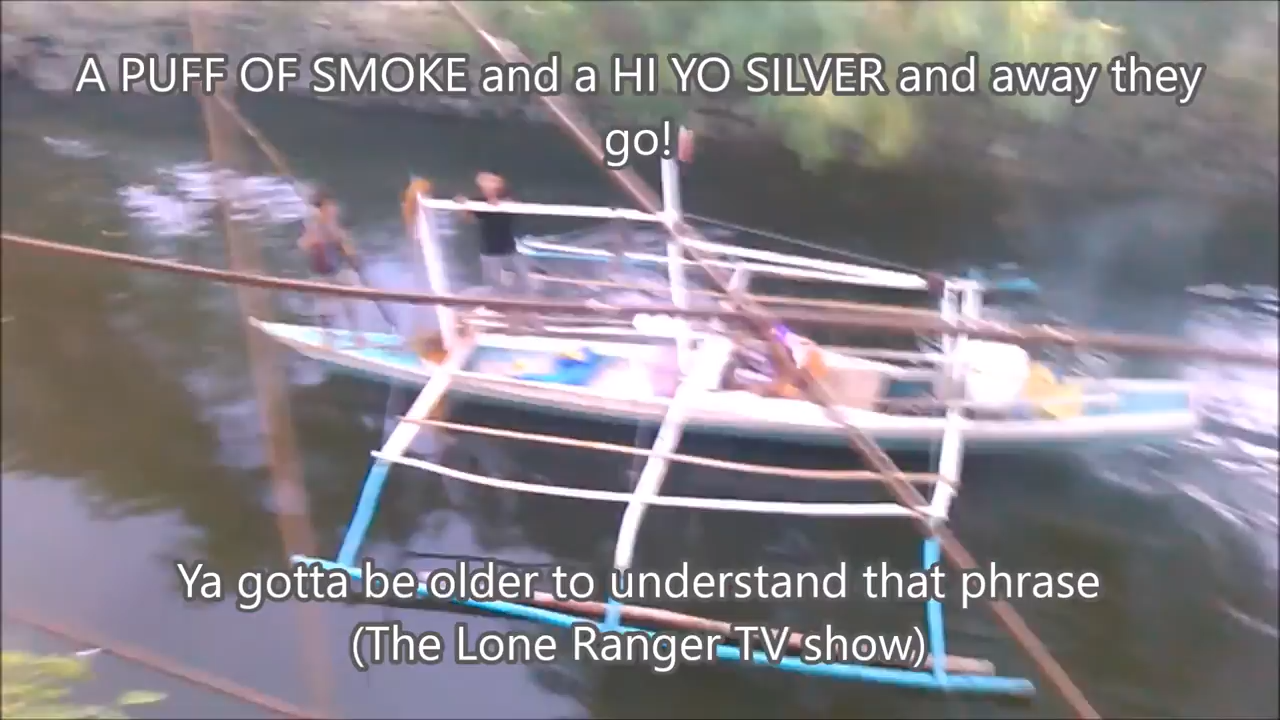 A PUFF OF SMOKE and a HI YO SILVER and away they
go!
Ya gotta be older to understand that phrase
(The Lone Ranger TV show)